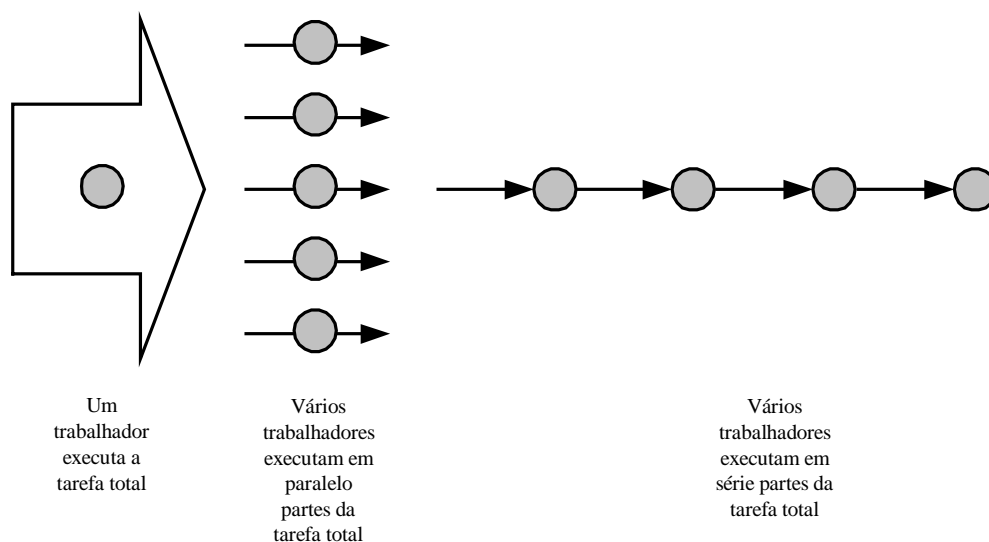 Um
trabalhador
executa a
tarefa total
Vários
trabalhadores
executam em
paralelo
partes da
tarefa total
Vários
trabalhadores
executam em
série partes da
tarefa total